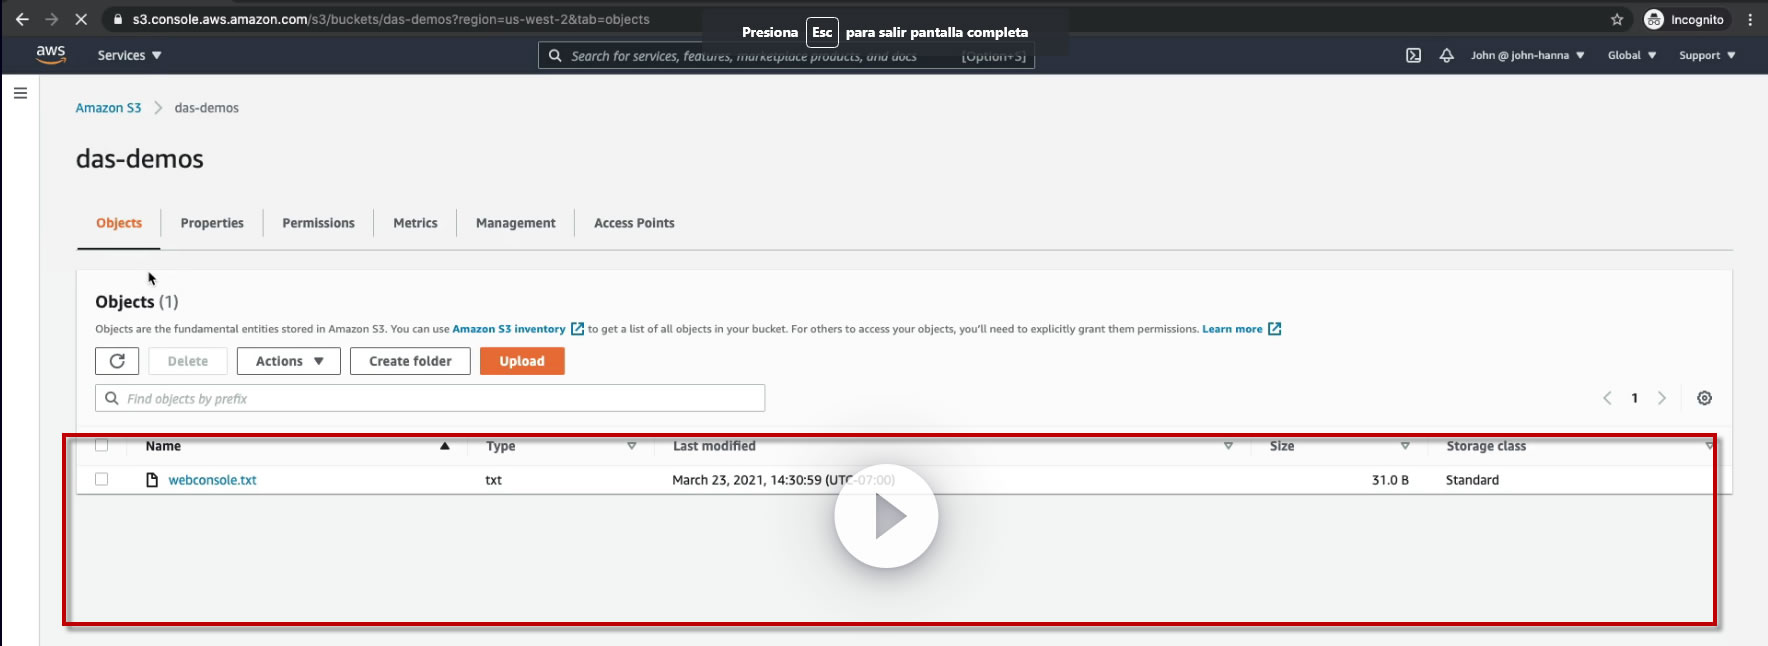 s3.console.aws.amazon.com/s3/buckets/das-demos?region=us-west-2&tab=objects
Incognito
Presiona Esc para salir pantalla completa
aws
Services
Search for services, features, marketplace products, and docs
[Option+S]
John @ john-hanna
Global
Support
Amazon S3
das-demos
das-demos
Objects
Properties
Permissions
Metrics
Management
Access Points
Objects (1)
Objects are the fundamental entities stored in Amazon S3. You can use Amazon S3 inventory to get a list of all objects in your bucket. For others to access your objects, you'll need to explicitly grant them permissions. Learn more
Delete
Actions
Create folder
Upload
Find objects by prefix
1
Name
Type
Last modified
Size
Storage class
webconsole.txt
txt
March 23, 2021, 14:30:59 (UTC-07:00)
31.0 B
Standard